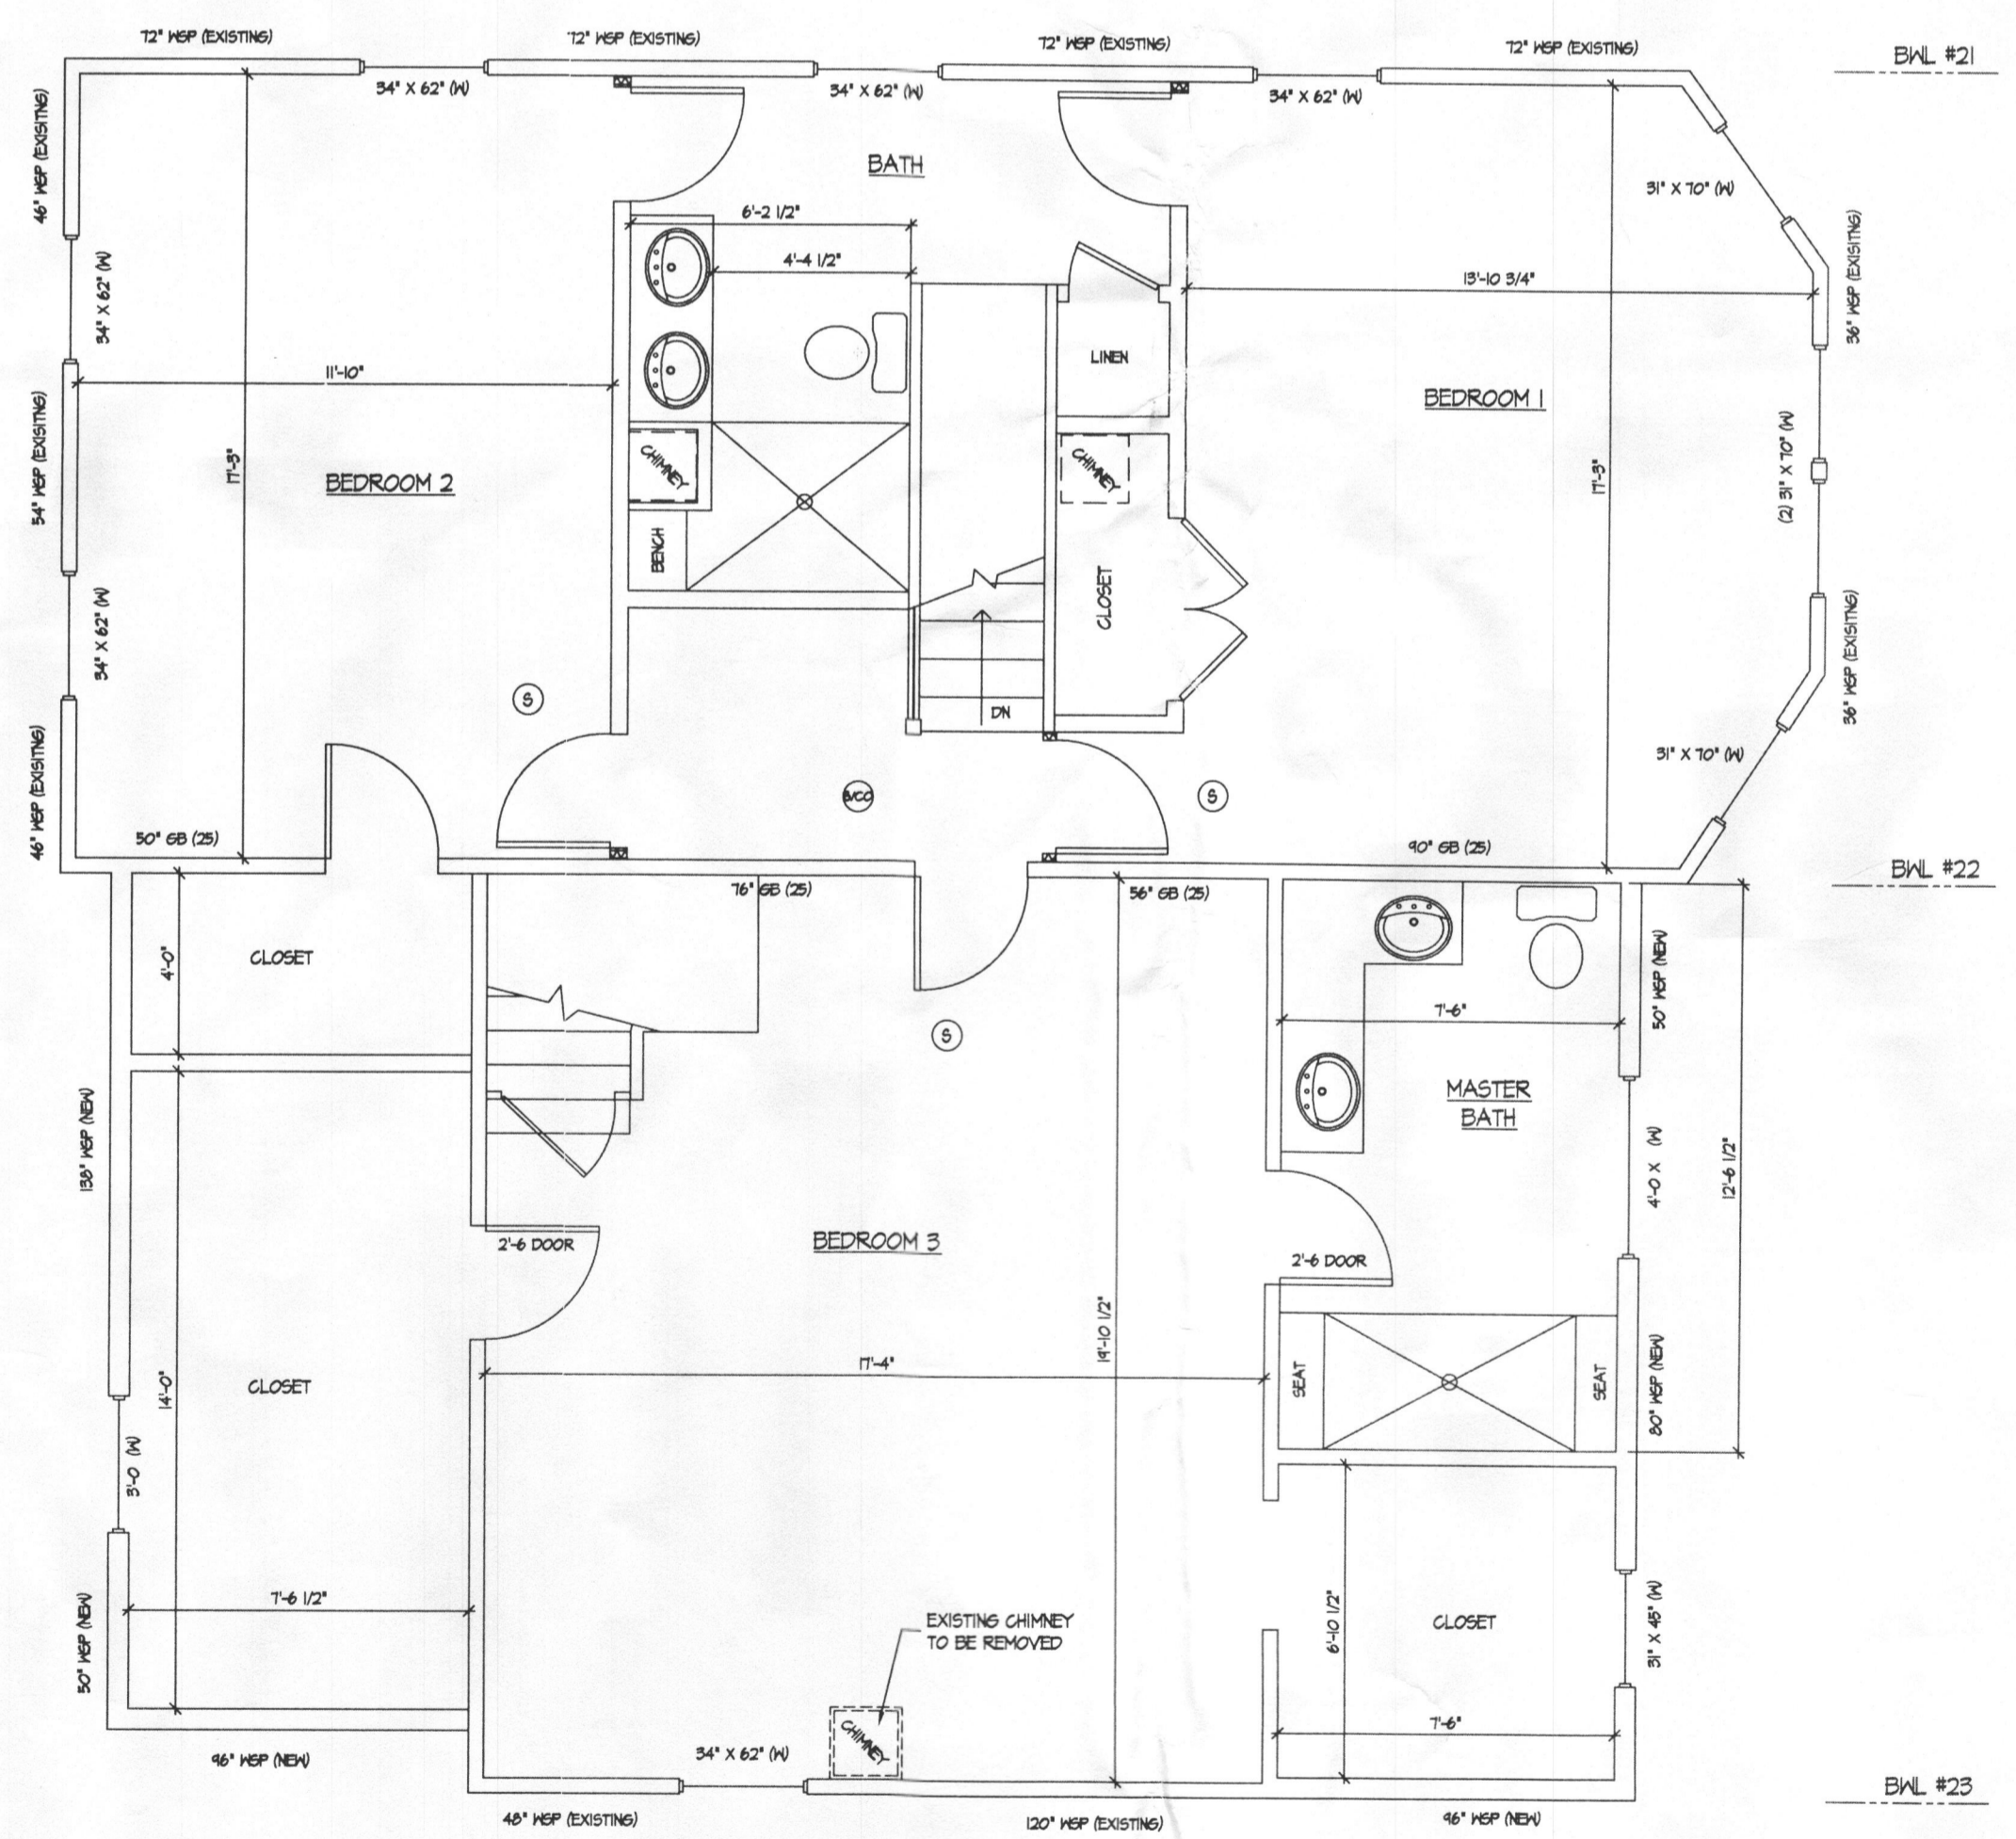 72" WSP (EXISTING)
72" WSP (EXISTING)
72" WSP (EXISTING)
72" WSP (EXISTING)
BWL #21
34" X 62" (W)
34" X 62" (W)
34" X 62" (W)
46" WSP (EXISITNG)
BATH
31" X 70" (W)
6'-2 1/2"
4'-4 1/2"
13'-10 3/4"
36" WSP (EXISITNG)
34" X 62" (W)
LINEN
11'-10"
BEDROOM 1
54" WSP (EXISITNG)
17'-3"
BEDROOM 2
CHIMNEY
CHIMNEY
17'-3"
(2) 31" X 70" (W)
BENCH
CLOSET
34" X 62" (W)
36" WSP (EXISITNG)
S
DN
31" X 70" (W)
46" WSP (EXISITNG)
S/CO
S
50" GB (25)
90" GB (25)
BWL #22
76" GB (25)
56" GB (25)
4'-0"
CLOSET
50" WSP (NEW)
7'-6"
S
MASTER
BATH
138" WSP (NEW)
4'-0 X (W)
12'-6 1/2"
2'-6 DOOR
BEDROOM 3
2'-6 DOOR
19'-10 1/2"
17'-4"
SEAT
SEAT
80" WSP (NEW)
14'-0"
CLOSET
3'-0 (W)
7'-6 1/2"
50" WSP (NEW)
EXISTING CHIMNEY
TO BE REMOVED
6'-10 1/2"
CLOSET
31" X 45" (W)
CHIMNEY
7'-6"
34" X 62" (W)
96" WSP (NEW)
BWL #23
48" WSP (EXISTING)
120" WSP (EXISTING)
96" WSP (NEW)